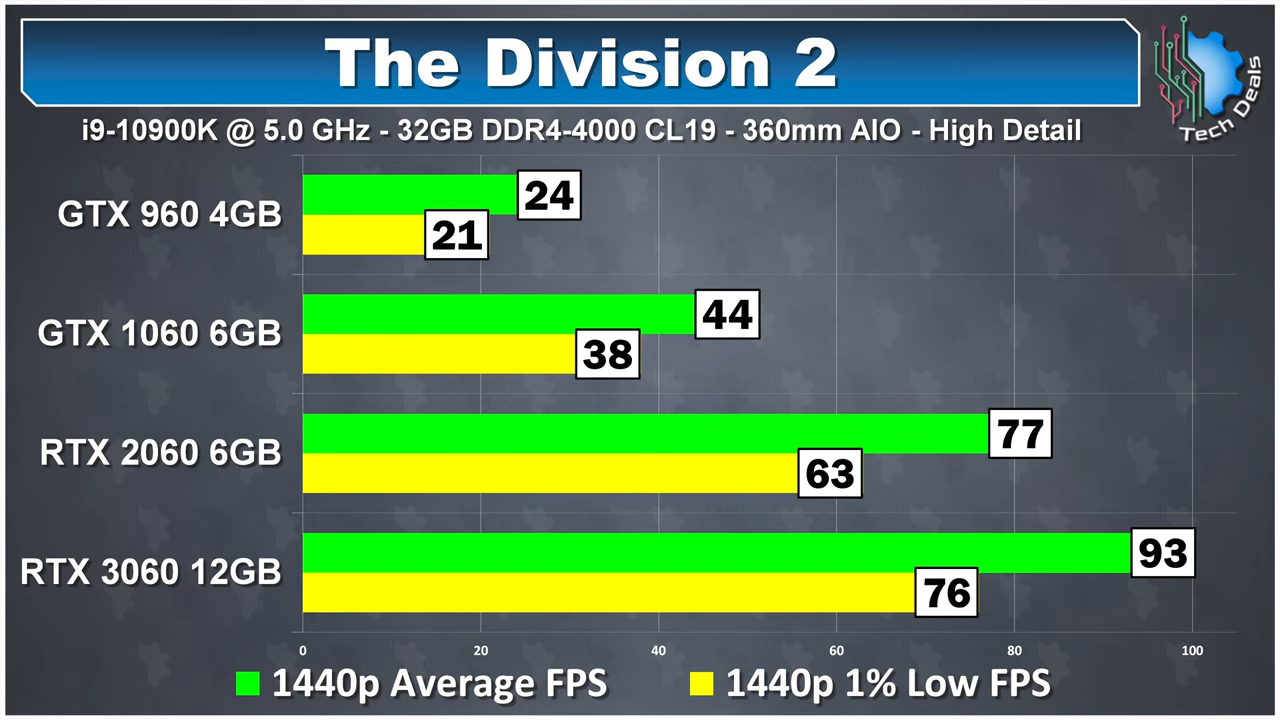 The Division 2
Tech Deals
i9-10900K @ 5.0 GHz - 32GB DDR4-4000 CL19 - 360mm AIO - High Detail
GTX 960 4GB
24
21
GTX 1060 6GB
44
38
RTX 2060 6GB
77
63
RTX 3060 12GB
93
76
0 20 40 60 80 100
1440p Average FPS 1440p 1% Low FPS